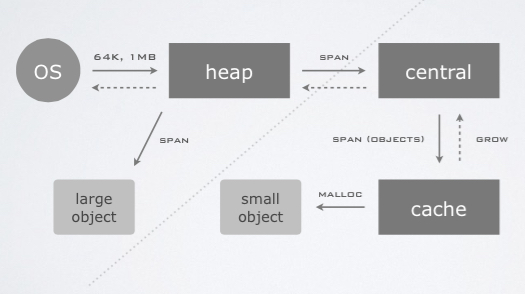 64K, 1MB
SPAN
OS
heap
central
SPAN
SPAN (OBJECTS)
GROW
large
object
small
object
MALLOC
cache